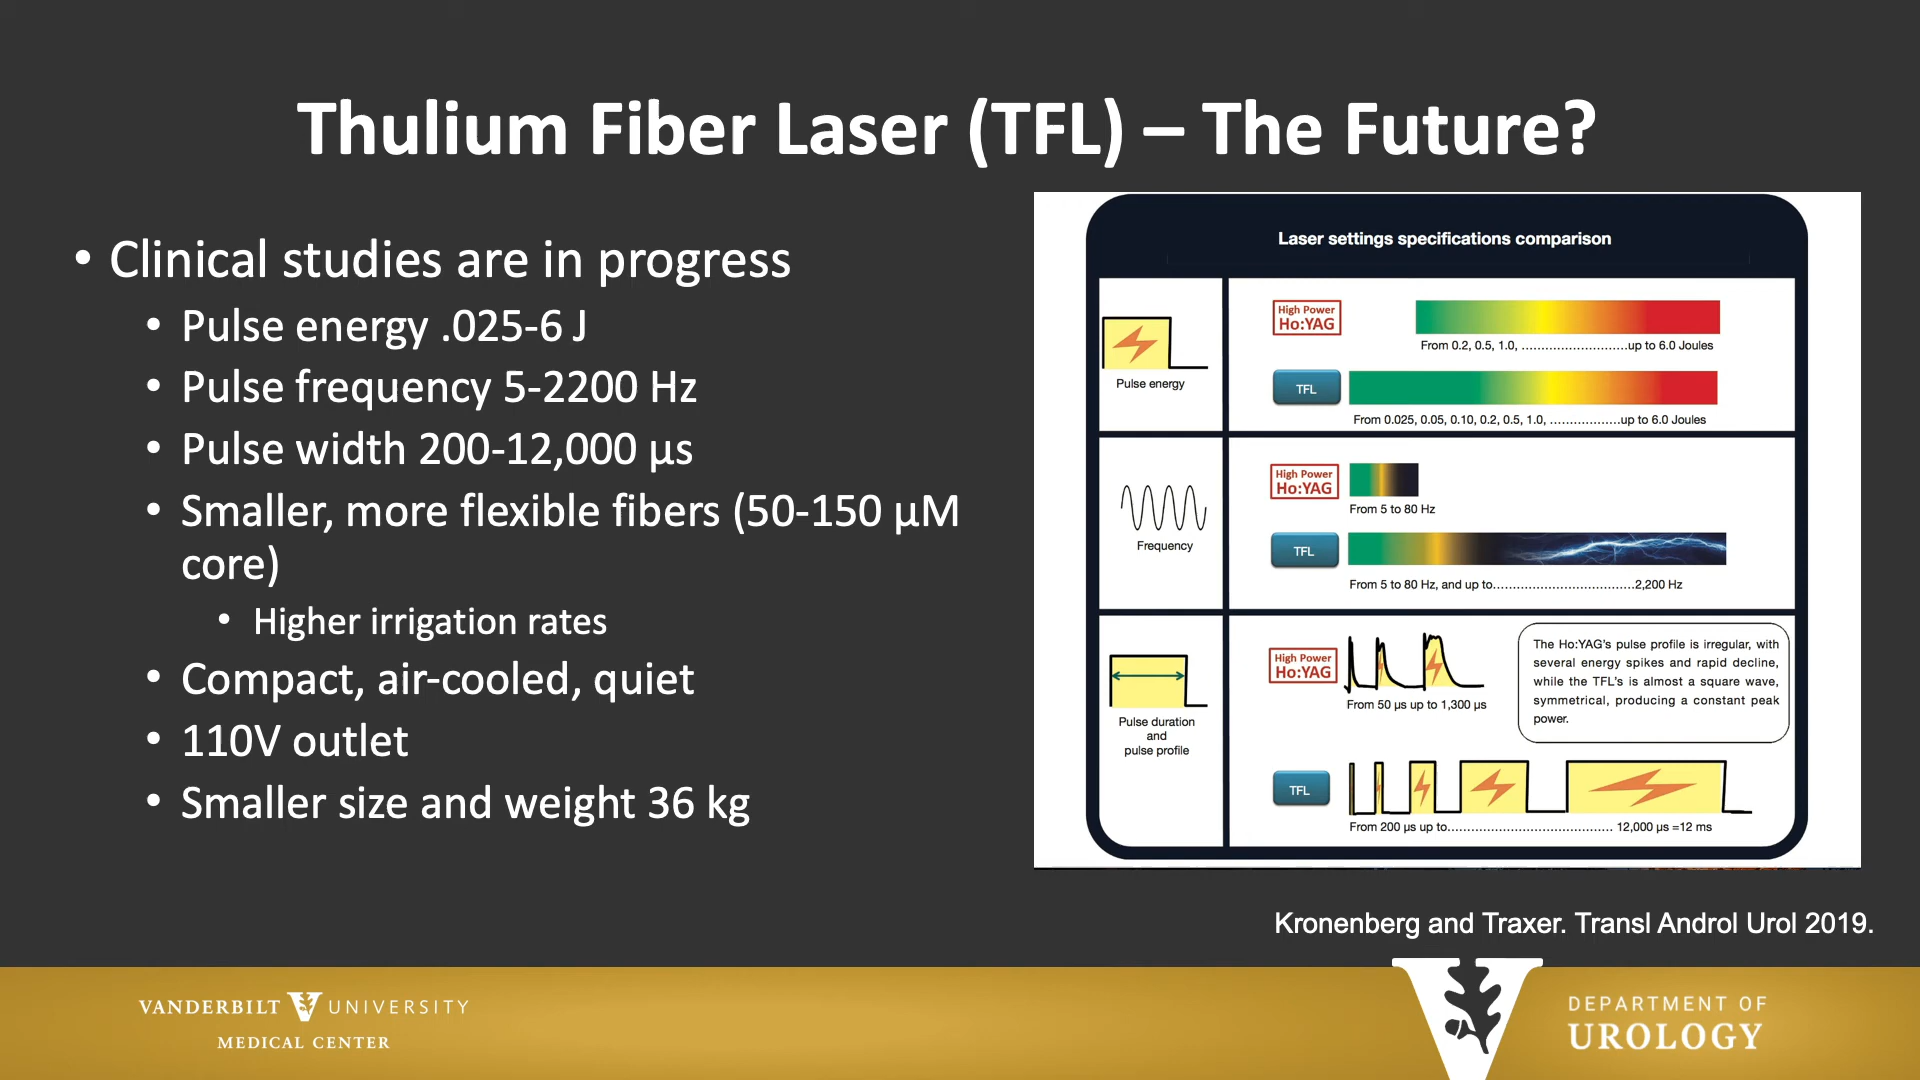 Thulium Fiber Laser (TFL) – The Future?
• Clinical studies are in progress
• Pulse energy .025-6 J
• Pulse frequency 5-2200 Hz
• Pulse width 200-12,000 µs
• Smaller, more flexible fibers (50-150 µM
core)
• Higher irrigation rates
• Compact, air-cooled, quiet
• 110V outlet
• Smaller size and weight 36 kg
Laser settings specifications comparison
Pulse energy
High Power
Ho:YAG
From 0.2, 0.5, 1.0, ...........................up to 6.0 Joules
TFL
From 0.025, 0.05, 0.10, 0.2, 0.5, 1.0, ..................up to 6.0 Joules
Frequency
High Power
Ho:YAG
From 5 to 80 Hz
TFL
From 5 to 80 Hz, and up to...................................2,200 Hz
Pulse duration
and
pulse profile
High Power
Ho:YAG
From 50 µs up to 1,300 µs
The Ho:YAG's pulse profile is irregular, with
several energy spikes and rapid decline,
while the TFL's is almost a square wave,
symmetrical, producing a constant peak
power.
TFL
From 200 µs up to......................................... 12,000 µs =12 ms
Kronenberg and Traxer. Transl Androl Urol 2019.
VANDERBILT V UNIVERSITY
MEDICAL CENTER
V
DEPARTMENT OF
UROLOGY